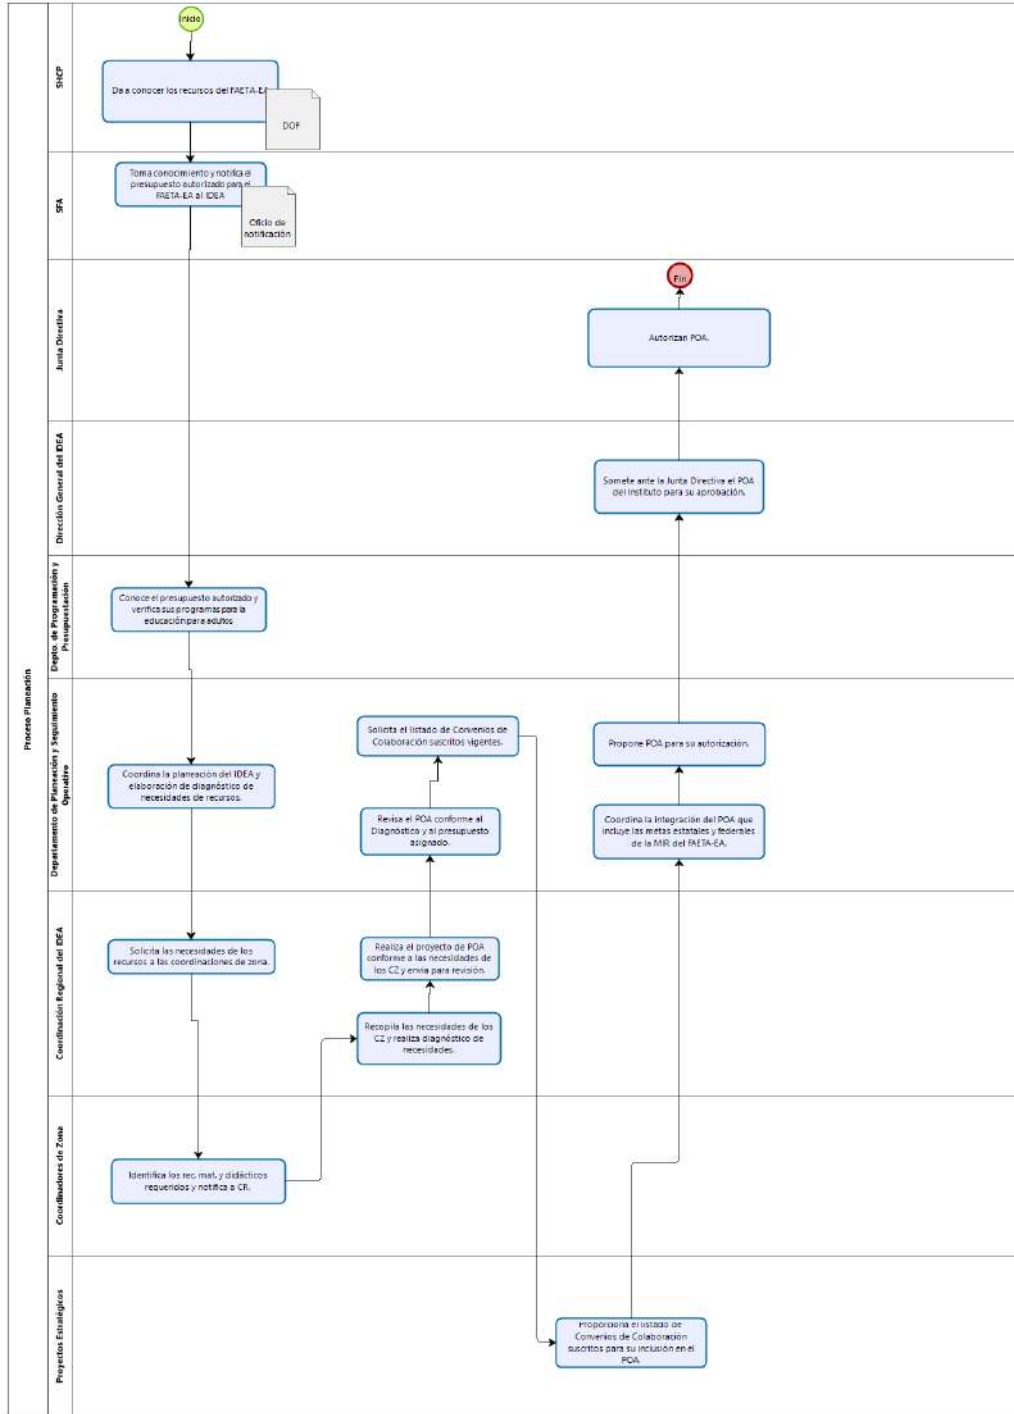 Proceso Planeación
SHCP
Inicio
Da a conocer los recursos del FAETA-EA
DOF
SFA
Toma conocimiento y notifica el
presupuesto autorizado para el
FAETA-EA al IDEA
Oficio de
notificación
Junta Directiva
Fin
Autorizan POA.
Dirección General del IDEA
Somete ante la Junta Directiva el POA
del Instituto para su aprobación.
Depto. de Programación y
Presupuestación
Conoce el presupuesto autorizado y
verifica sus programas para la
educación para adultos
Departamento de Planeación y Seguimiento
Operativo
Coordina la planeación del IDEA y
elaboración de diagnóstico de
necesidades de recursos.
Solicita el listado de Convenios de
Colaboración suscritos vigentes.
Revisa el POA conforme al
Diagnóstico y al presupuesto
asignado.
Propone POA para su autorización.
Coordina la integración del POA que
incluye las metas estatales y federales
de la MIR del FAETA-EA.
Coordinación Regional del IDEA
Solicita las necesidades de los
recursos a las coordinaciones de zona.
Realiza el proyecto de POA
conforme a las necesidades de
los CZ y envia para revisión.
Recopila las necesidades de los
CZ y realiza diagnóstico de
necesidades.
Coordinadores de Zona
Identifica los rec. mat. y didácticos
requeridos y notifica a CR.
Proyectos Estratégicos
Proporciona el listado de
Convenios de Colaboración
suscritos para su inclusión en el
POA.